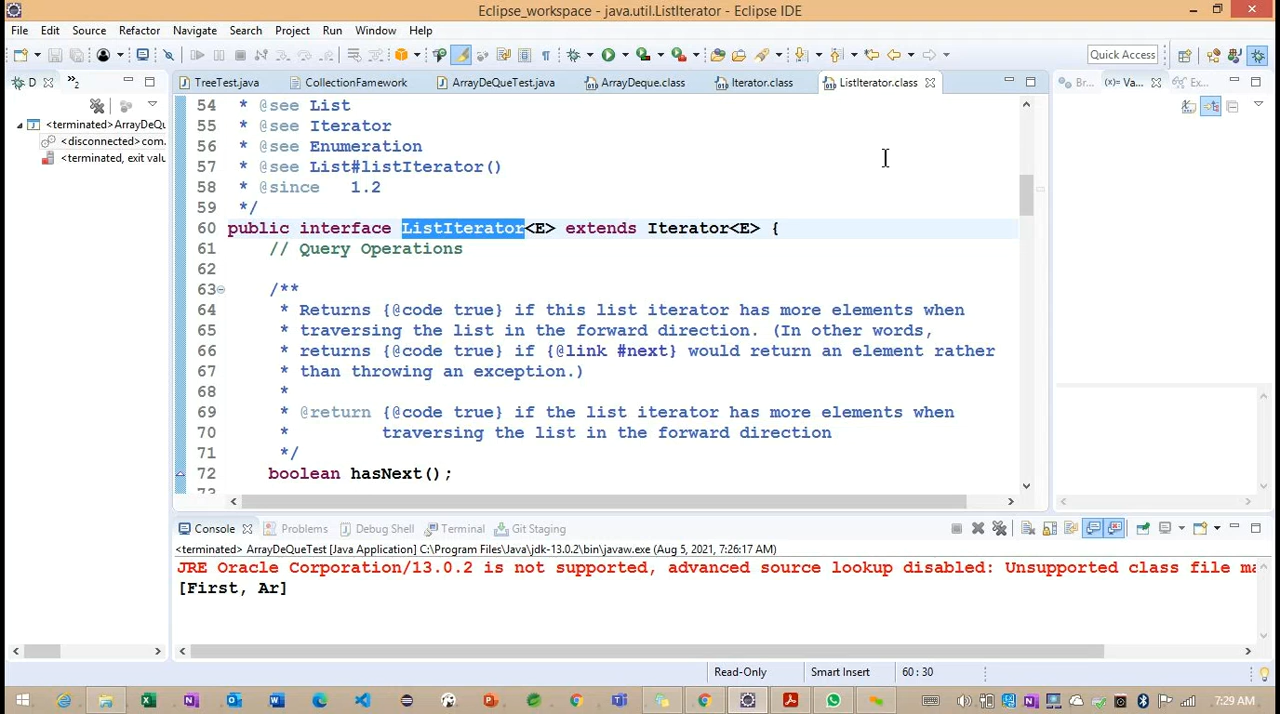 Eclipse_workspace - java.util.ListIterator - Eclipse IDE
File Edit Source Refactor Navigate Search Project Run Window Help
Quick Access
D
TreeTest.java CollectionFamework ArrayDeQueTest.java ArrayDeque.class Iterator.class ListIterator.class
Br... (x)= Va... Ex...
<terminated>ArrayDeQu
<disconnected>com.
<terminated, exit valu
54 * @see List
55 * @see Iterator
56 * @see Enumeration
57 * @see List#listIterator()
58 * @since 1.2
59 */
60 public interface ListIterator<E> extends Iterator<E> {
61 // Query Operations
62
63 /**
64 * Returns {@code true} if this list iterator has more elements when
65 * traversing the list in the forward direction. (In other words,
66 * returns {@code true} if {@link #next} would return an element rather
67 * than throwing an exception.)
68 *
69 * @return {@code true} if the list iterator has more elements when
70 * traversing the list in the forward direction
71 */
72 boolean hasNext();
73
Console Problems Debug Shell Terminal Git Staging
<terminated> ArrayDeQueTest [Java Application] C:\Program Files\Java\jdk-13.0.2\bin\javaw.exe (Aug 5, 2021, 7:26:17 AM)
JRE Oracle Corporation/13.0.2 is not supported, advanced source lookup disabled: Unsupported class file ma
[First, Ar]
Read-Only Smart Insert 60 : 30
7:29 AM